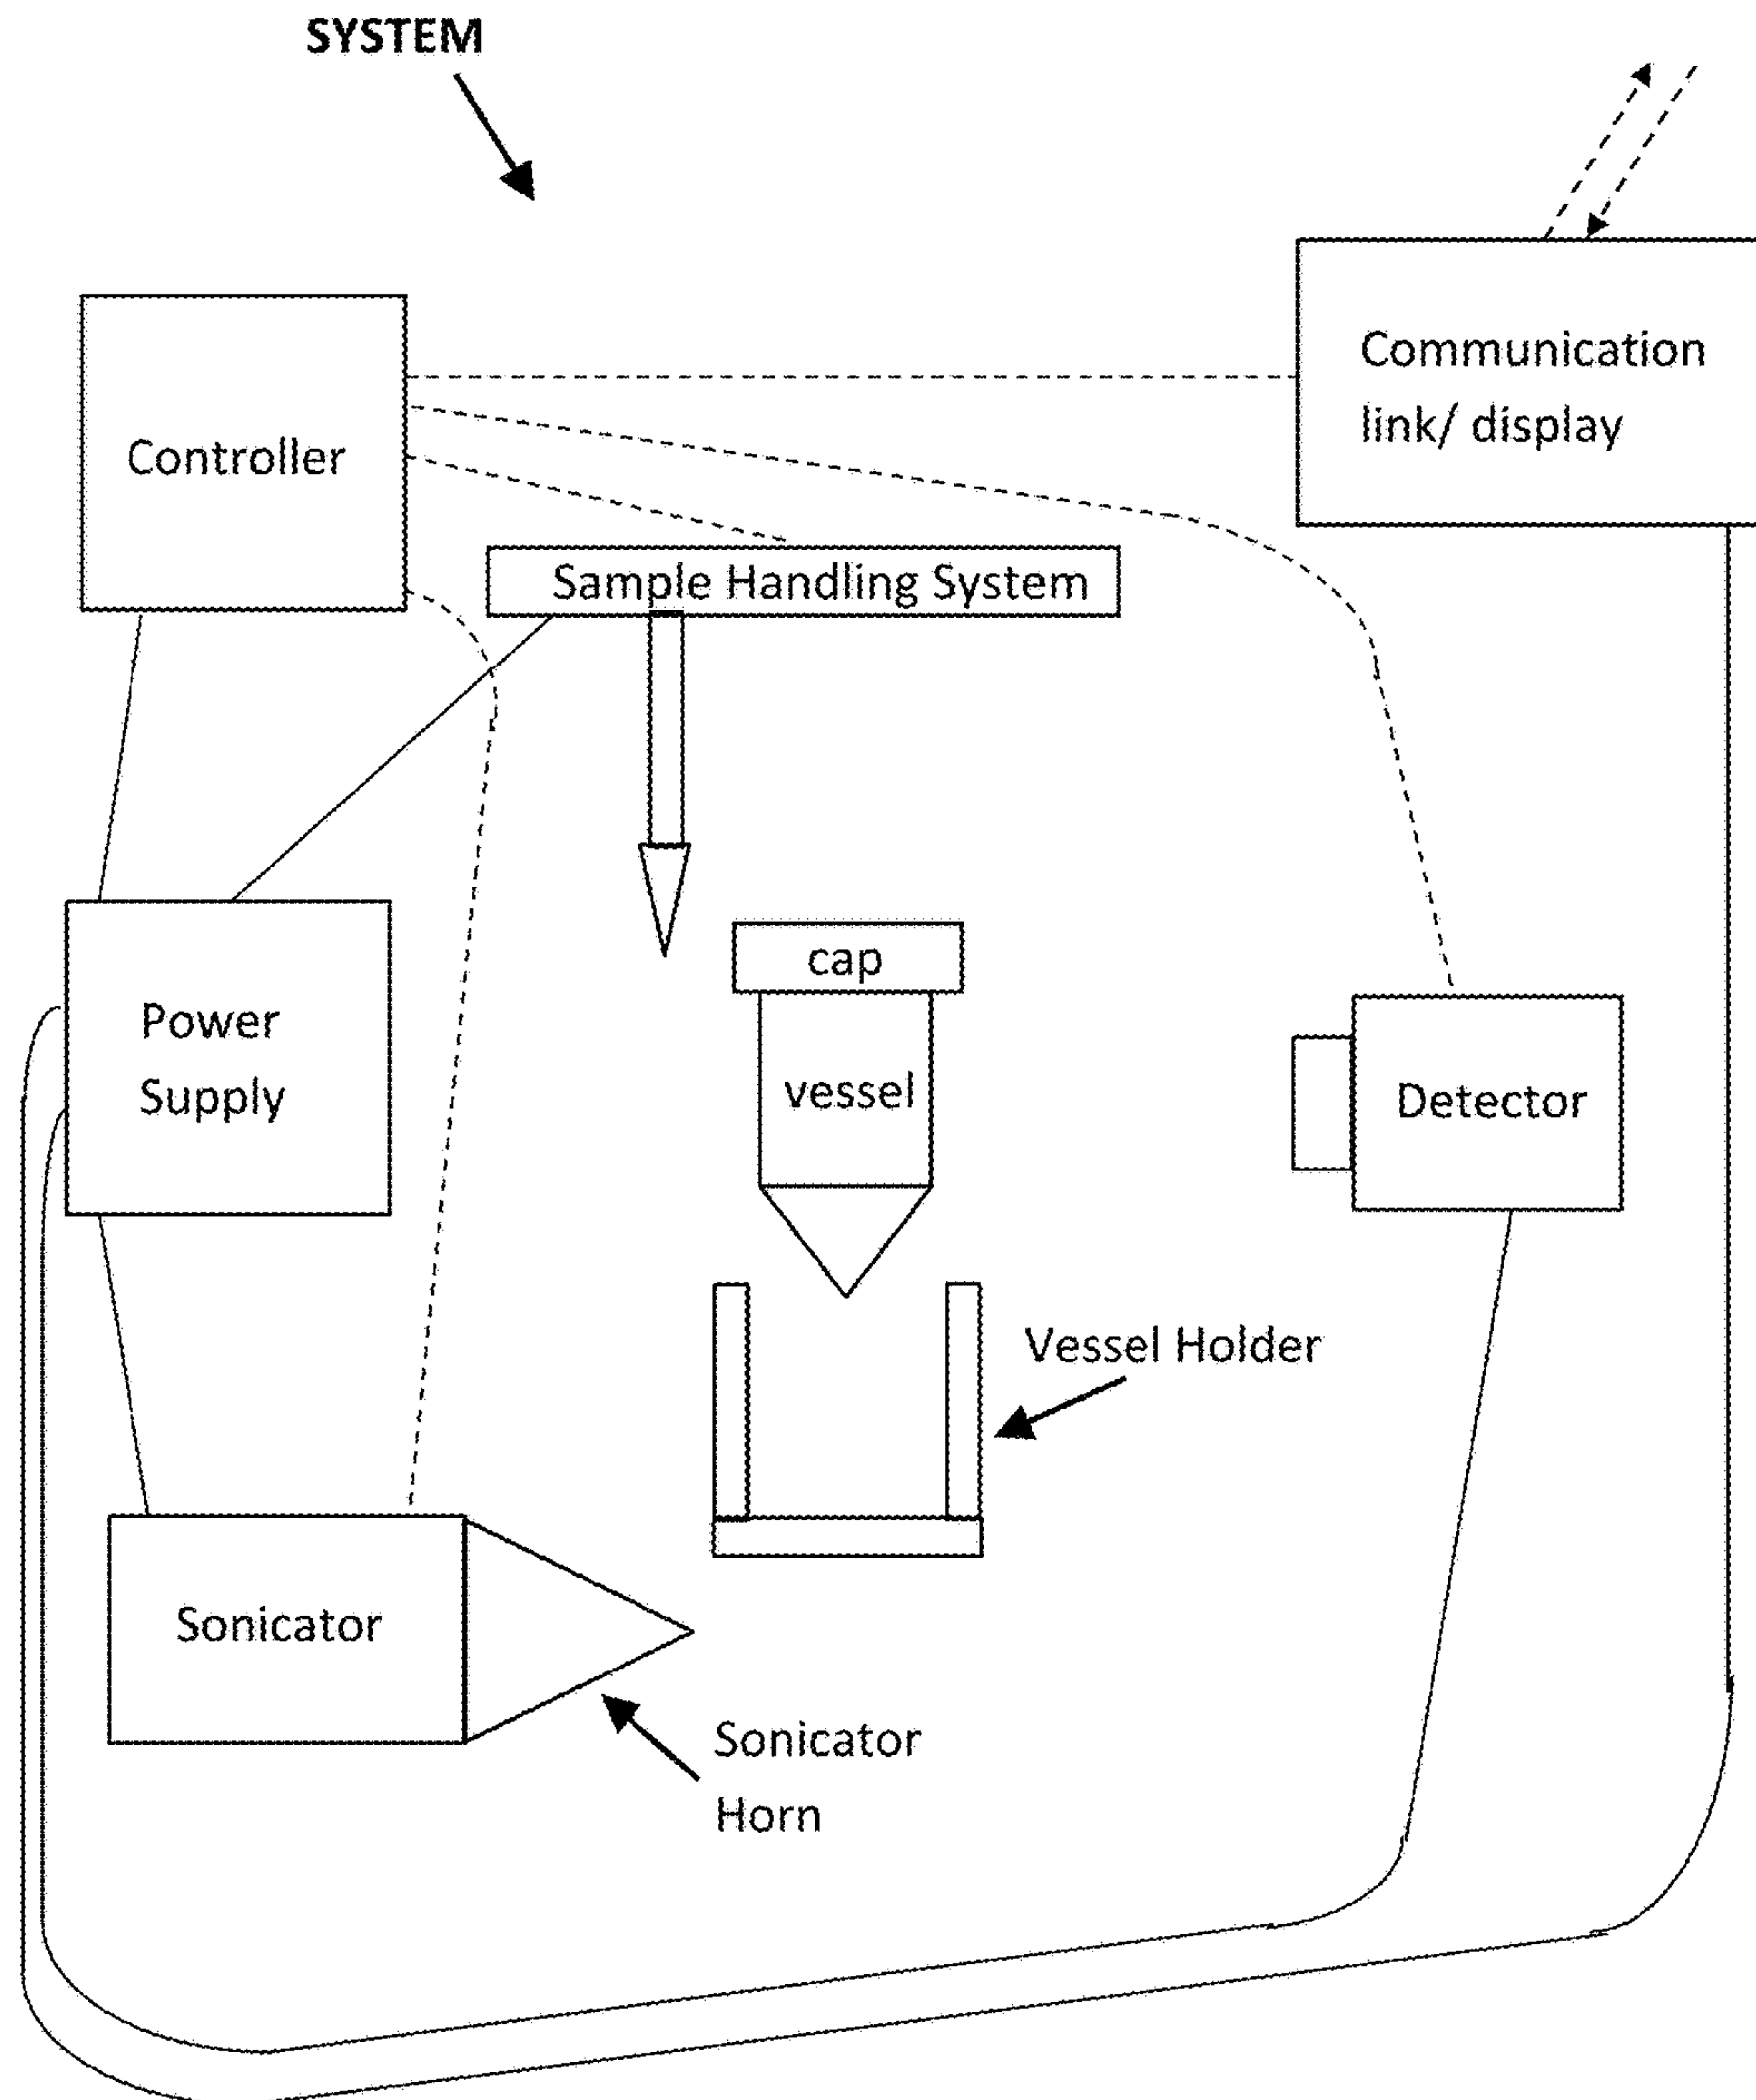 SYSTEM
Communication
link/ display
Controller
Sample Handling System
cap
Power
Supply
vessel
Detector
Vessel Holder
Sonicator
Sonicator
Horn